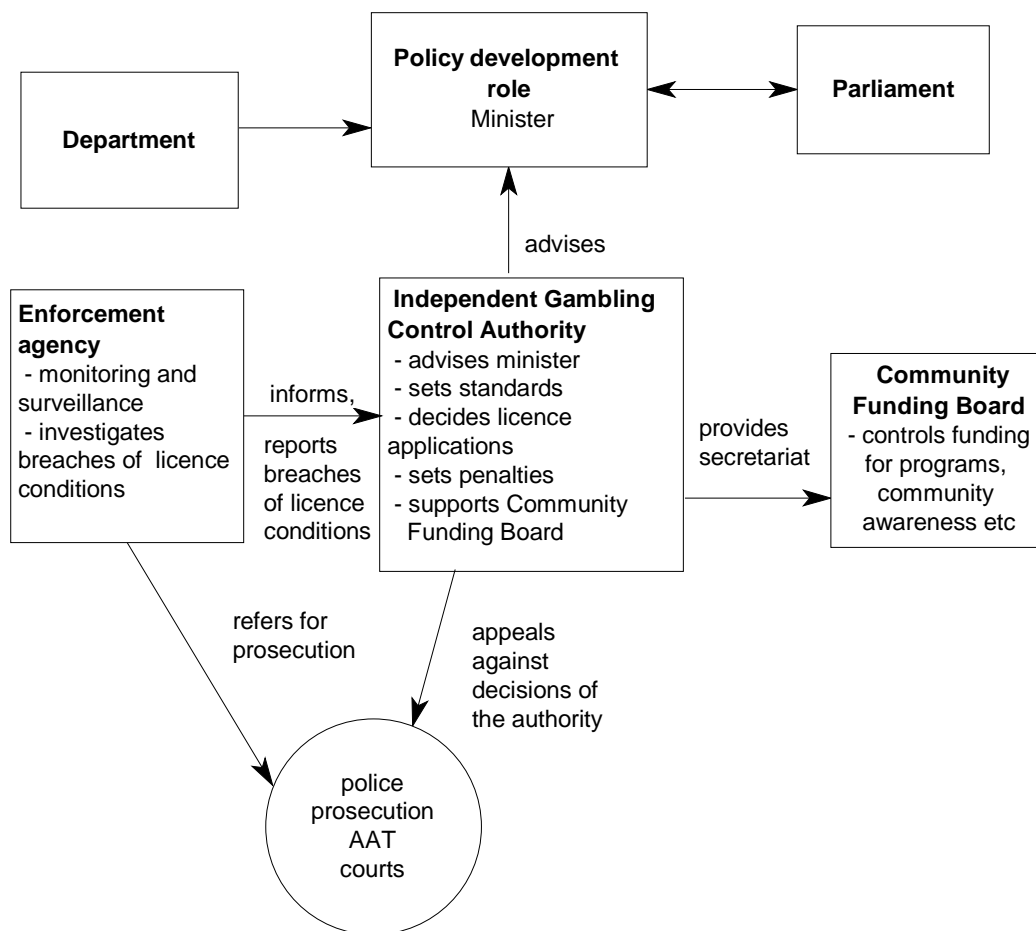 Policy development
role
Minister
Department
Parliament
advises
Enforcement
agency
- monitoring and
surveillance
- investigates
breaches of licence
conditions
informs,
reports
breaches
of licence
conditions
Independent Gambling
Control Authority
- advises minister
- sets standards
- decides licence
applications
- sets penalties
- supports Community
Funding Board
provides
secretariat
Community
Funding Board
- controls funding
for programs,
community
awareness etc
refers for
prosecution
appeals
against
decisions of
the authority
police
prosecution
AAT
courts